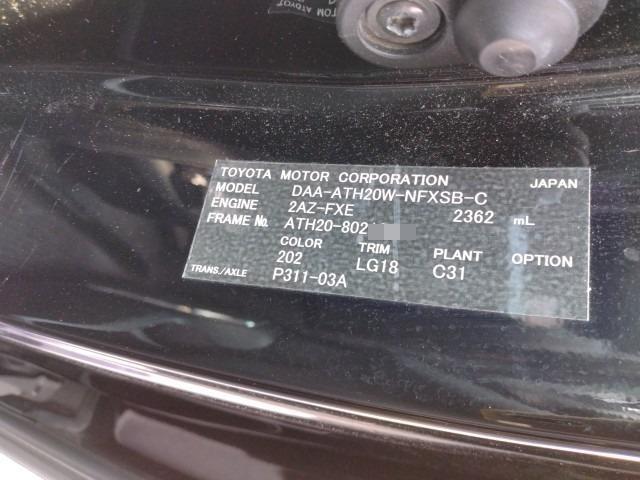 TOYOTA MOTOR CORPORATION JAPAN
MODEL DAA-ATH20W-NFXSB-C
ENGINE 2AZ-FXE 2362 mL
FRAME No. ATH20-802
COLOR TRIM PLANT OPTION
202 LG18 C31
TRANS./AXLE P311-03A